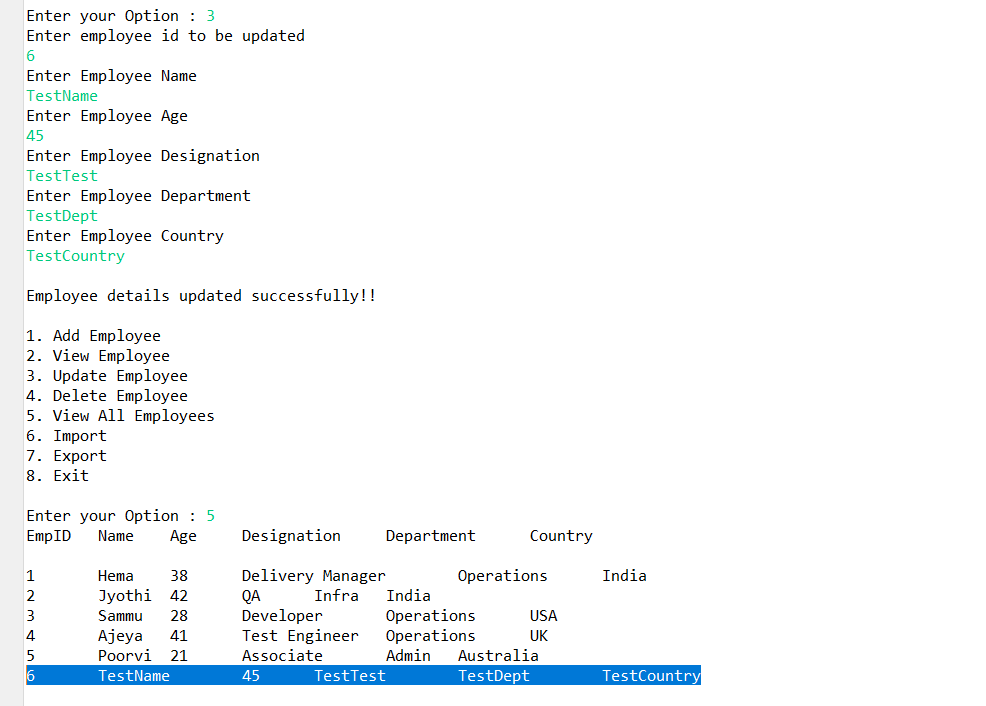 Enter your Option : 3
Enter employee id to be updated
6
Enter Employee Name
TestName
Enter Employee Age
45
Enter Employee Designation
TestTest
Enter Employee Department
TestDept
Enter Employee Country
TestCountry
Employee details updated successfully!!
1. Add Employee
2. View Employee
3. Update Employee
4. Delete Employee
5. View All Employees
6. Import
7. Export
8. Exit
Enter your Option : 5
EmpID Name Age Designation Department Country
1 Hema 38 Delivery Manager Operations India
2 Jyothi 42 QA Infra India
3 Sammu 28 Developer Operations USA
4 Ajeya 41 Test Engineer Operations UK
5 Poorvi 21 Associate Admin Australia
6 TestName 45 TestTest TestDept TestCountry